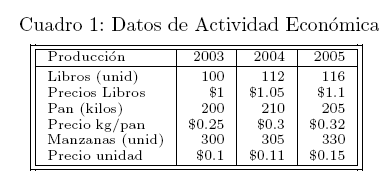 Cuadro 1: Datos de Actividad Económica
Producción 2003 2004 2005
Libros (unid) 100 112 116
Precios Libros $1 $1.05 $1.1
Pan (kilos) 200 210 205
Precio kg/pan $0.25 $0.3 $0.32
Manzanas (unid) 300 305 330
Precio unidad $0.1 $0.11 $0.15